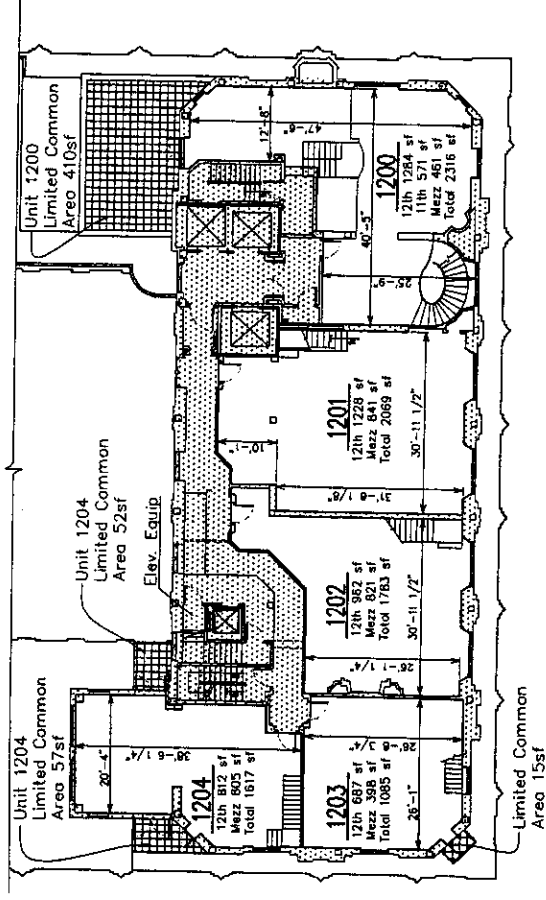 Unit 1204
Limited Common
Area 57sf
Unit 1204
Limited Common
Area 52sf
Elev. Equip
Unit 1200
Limited Common
Area 410sf
20'-4"
38'-6 1/4"
1204
12th 812 sf
Mezz 605 sf
Total 1617 sf
26'-8 3/4"
1203
12th 687 sf
Mezz 398 sf
Total 1085 sf
26'-1"
26'-1 1/4"
1202
12th 962 sf
Mezz 821 sf
Total 1783 sf
30'-11 1/2"
10'-1"
31'-8 1/8"
1201
12th 1228 sf
Mezz 841 sf
Total 2069 sf
30'-11 1/2"
12'-8"
47'-6"
40'-5"
25'-9"
1200
12th 1284 sf
11th 571 sf
Mezz 461 sf
Total 2316 sf
Limited Common
Area 15sf